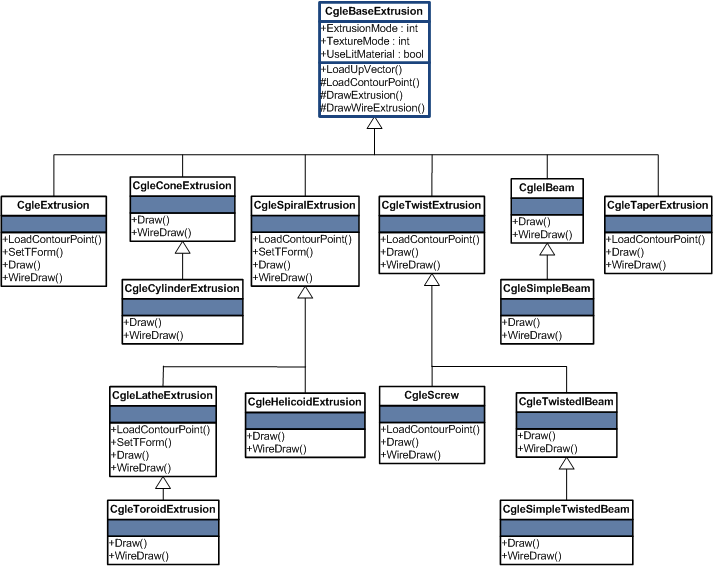 CgleBaseExtrusion
+ExtrusionMode : int
+TextureMode : int
+UseLitMaterial : bool
+LoadUpVector()
#LoadContourPoint()
#DrawExtrusion()
#DrawWireExtrusion()
CgleExtrusion
+LoadContourPoint()
+SetTForm()
+Draw()
+WireDraw()
CgleConeExtrusion
+Draw()
+WireDraw()
CgleCylinderExtrusion
+Draw()
+WireDraw()
CgleSpiralExtrusion
+LoadContourPoint()
+SetTForm()
+Draw()
+WireDraw()
CgleTwistExtrusion
+LoadContourPoint()
+Draw()
+WireDraw()
CgleIBeam
+Draw()
+WireDraw()
CgleSimpleBeam
+Draw()
+WireDraw()
CgleTaperExtrusion
+LoadContourPoint()
+Draw()
+WireDraw()
CgleLatheExtrusion
+LoadContourPoint()
+SetTForm()
+Draw()
+WireDraw()
CgleHelicoidExtrusion
+Draw()
+WireDraw()
CgleScrew
+LoadContourPoint()
+Draw()
+WireDraw()
CgleTwistedIBeam
+Draw()
+WireDraw()
CgleToroidExtrusion
+Draw()
+WireDraw()
CgleSimpleTwistedBeam
+Draw()
+WireDraw()